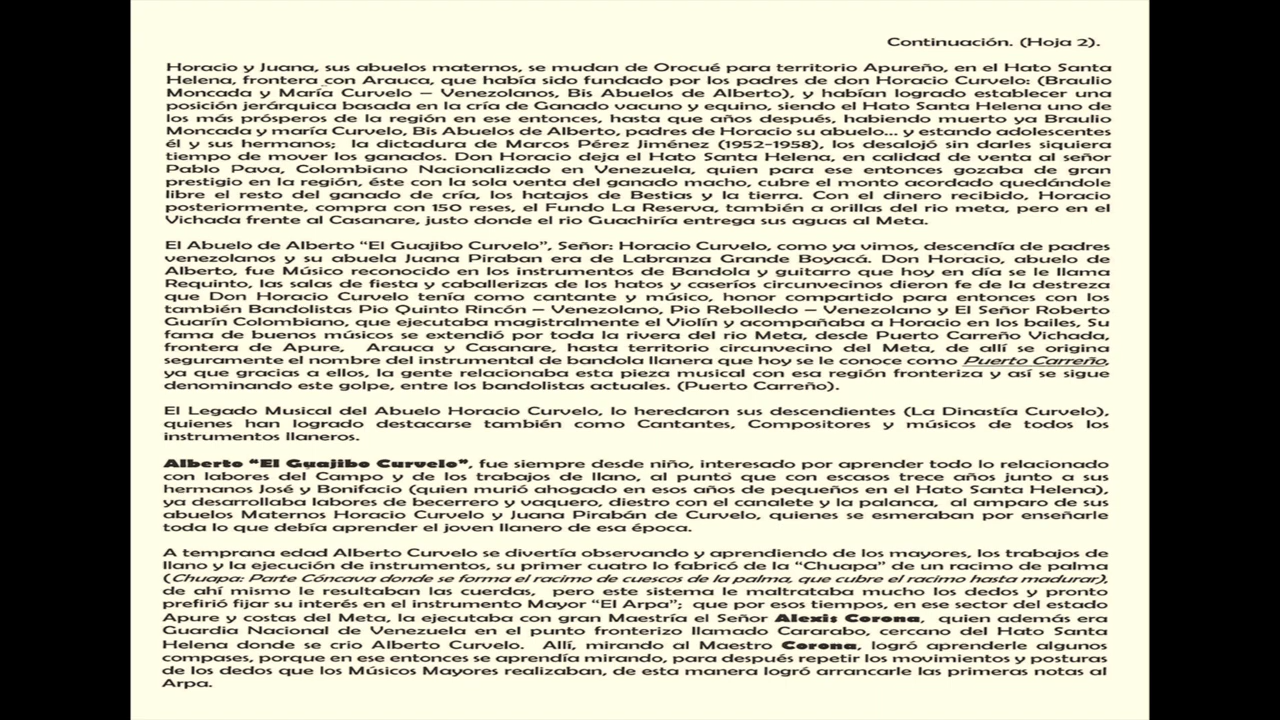 Continuación. (Hoja 2).
Horacio y Juana, sus abuelos maternos, se mudan de Orocué para territorio Apureño, en el Hato Santa
Helena, frontera con Arauca, que había sido fundado por los padres de don Horacio Curvelo: (Braulio
Moncada y María Curvelo – Venezolanos, Bis Abuelos de Alberto), y habían logrado establecer una
posición jerárquica basada en la cría de Ganado vacuno y equino, siendo el Hato Santa Helena uno de
los más prósperos de la región en ese entonces, hasta que años después, habiendo muerto ya Braulio
Moncada y maría Curvelo, Bis Abuelos de Alberto, padres de Horacio su abuelo... y estando adolescentes
él y sus hermanos; la dictadura de Marcos Pérez Jiménez (1952-1958), los desalojó sin darles siquiera
tiempo de mover los ganados. Don Horacio deja el Hato Santa Helena, en calidad de venta al señor
Pablo Pava, Colombiano Nacionalizado en Venezuela, quien para ese entonces gozaba de gran
prestigio en la región, éste con la sola venta del ganado macho, cubre el monto acordado quedándole
libre el resto del ganado de cría, los hatajos de Bestias y la tierra. Con el dinero recibido, Horacio
posteriormente, compra con 150 reses, el Fundo La Reserva, también a orillas del rio meta, pero en el
Vichada frente al Casanare, justo donde el rio Guachiría entrega sus aguas al Meta.
El Abuelo de Alberto “El Guajibo Curvelo”, Señor: Horacio Curvelo, como ya vimos, descendía de padres
venezolanos y su abuela Juana Piraban era de Labranza Grande Boyacá. Don Horacio, abuelo de
Alberto, fue Músico reconocido en los instrumentos de Bandola y guitarro que hoy en día se le llama
Requinto, las salas de fiesta y caballerizas de los hatos y caseríos circunvecinos dieron fe de la destreza
que Don Horacio Curvelo tenía como cantante y músico, honor compartido para entonces con los
también Bandolistas Pio Quinto Rincón – Venezolano, Pio Rebolledo – Venezolano y El Señor Roberto
Guarín Colombiano, que ejecutaba magistralmente el Violín y acompañaba a Horacio en los bailes, Su
fama de buenos músicos se extendió por toda la rivera del rio Meta, desde Puerto Carreño Vichada,
frontera de Apure, Arauca y Casanare, hasta territorio circunvecino del Meta, de allí se origina
seguramente el nombre del instrumental de bandola llanera que hoy se le conoce como Puerto Carreño,
ya que gracias a ellos, la gente relacionaba esta pieza musical con esa región fronteriza y así se sigue
denominando este golpe, entre los bandolistas actuales. (Puerto Carreño).
El Legado Musical del Abuelo Horacio Curvelo, lo heredaron sus descendientes (La Dinastía Curvelo),
quienes han logrado destacarse también como Cantantes, Compositores y músicos de todos los
instrumentos llaneros.
Alberto “El Guajibo Curvelo”, fue siempre desde niño, interesado por aprender todo lo relacionado
con labores del Campo y de los trabajos de llano, al punto que con escasos trece años junto a sus
hermanos José y Bonifacio (quien murió ahogado en esos años de pequeños en el Hato Santa Helena),
ya desarrollaba labores de becerrero y vaquero, diestro con el canalete y la palanca, al amparo de sus
abuelos Maternos Horacio Curvelo y Juana Pirabán de Curvelo, quienes se esmeraban por enseñarle
toda lo que debía aprender el joven llanero de esa época.
A temprana edad Alberto Curvelo se divertía observando y aprendiendo de los mayores, los trabajos de
llano y la ejecución de instrumentos, su primer cuatro lo fabricó de la “Chuapa” de un racimo de palma
(Chuapa: Parte Cóncava donde se forma el racimo de cuescos de la palma, que cubre el racimo hasta madurar),
de ahí mismo le resultaban las cuerdas, pero este sistema le maltrataba mucho los dedos y pronto
prefirió fijar su interés en el instrumento Mayor “El Arpa”; que por esos tiempos, en ese sector del estado
Apure y costas del Meta, la ejecutaba con gran Maestría el Señor Alexis Corona, quien además era
Guardia Nacional de Venezuela en el punto fronterizo llamado Cararabo, cercano del Hato Santa
Helena donde se crio Alberto Curvelo. Allí, mirando al Maestro Corona, logró aprenderle algunos
compases, porque en ese entonces se aprendía mirando, para después repetir los movimientos y posturas
de los dedos que los Músicos Mayores realizaban, de esta manera logró arrancarle las primeras notas al
Arpa.